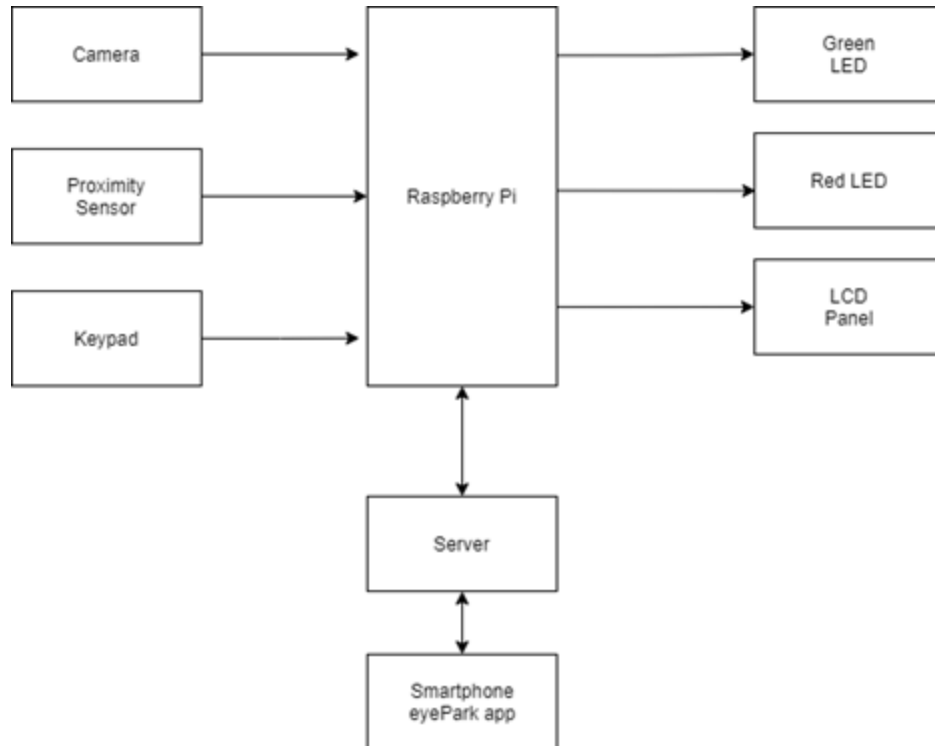 Camera
Green
LED
Proximity
Sensor
Raspberry Pi
Red LED
Keypad
LCD
Panel
Server
Smartphone
eyePark app